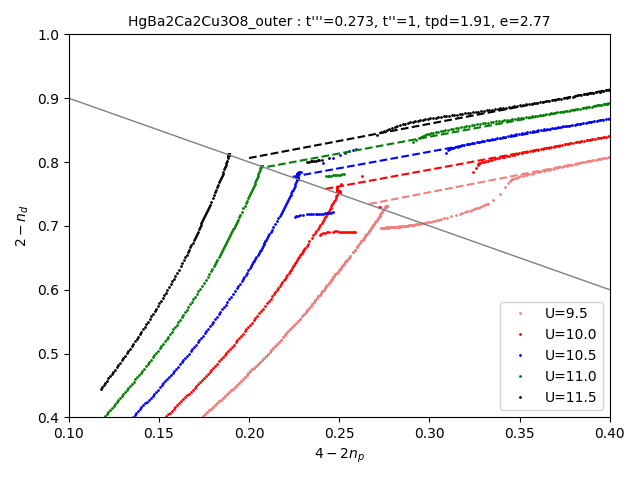 HgBa2Ca2Cu3O8_outer : t'''=0.273, t''=1, tpd=1.91, e=2.77
1.0
0.9
0.8
0.7
0.6
0.5
0.4
2 − n_d
0.10
0.15
0.20
0.25
0.30
0.35
0.40
4 − 2n_p
U=9.5
U=10.0
U=10.5
U=11.0
U=11.5